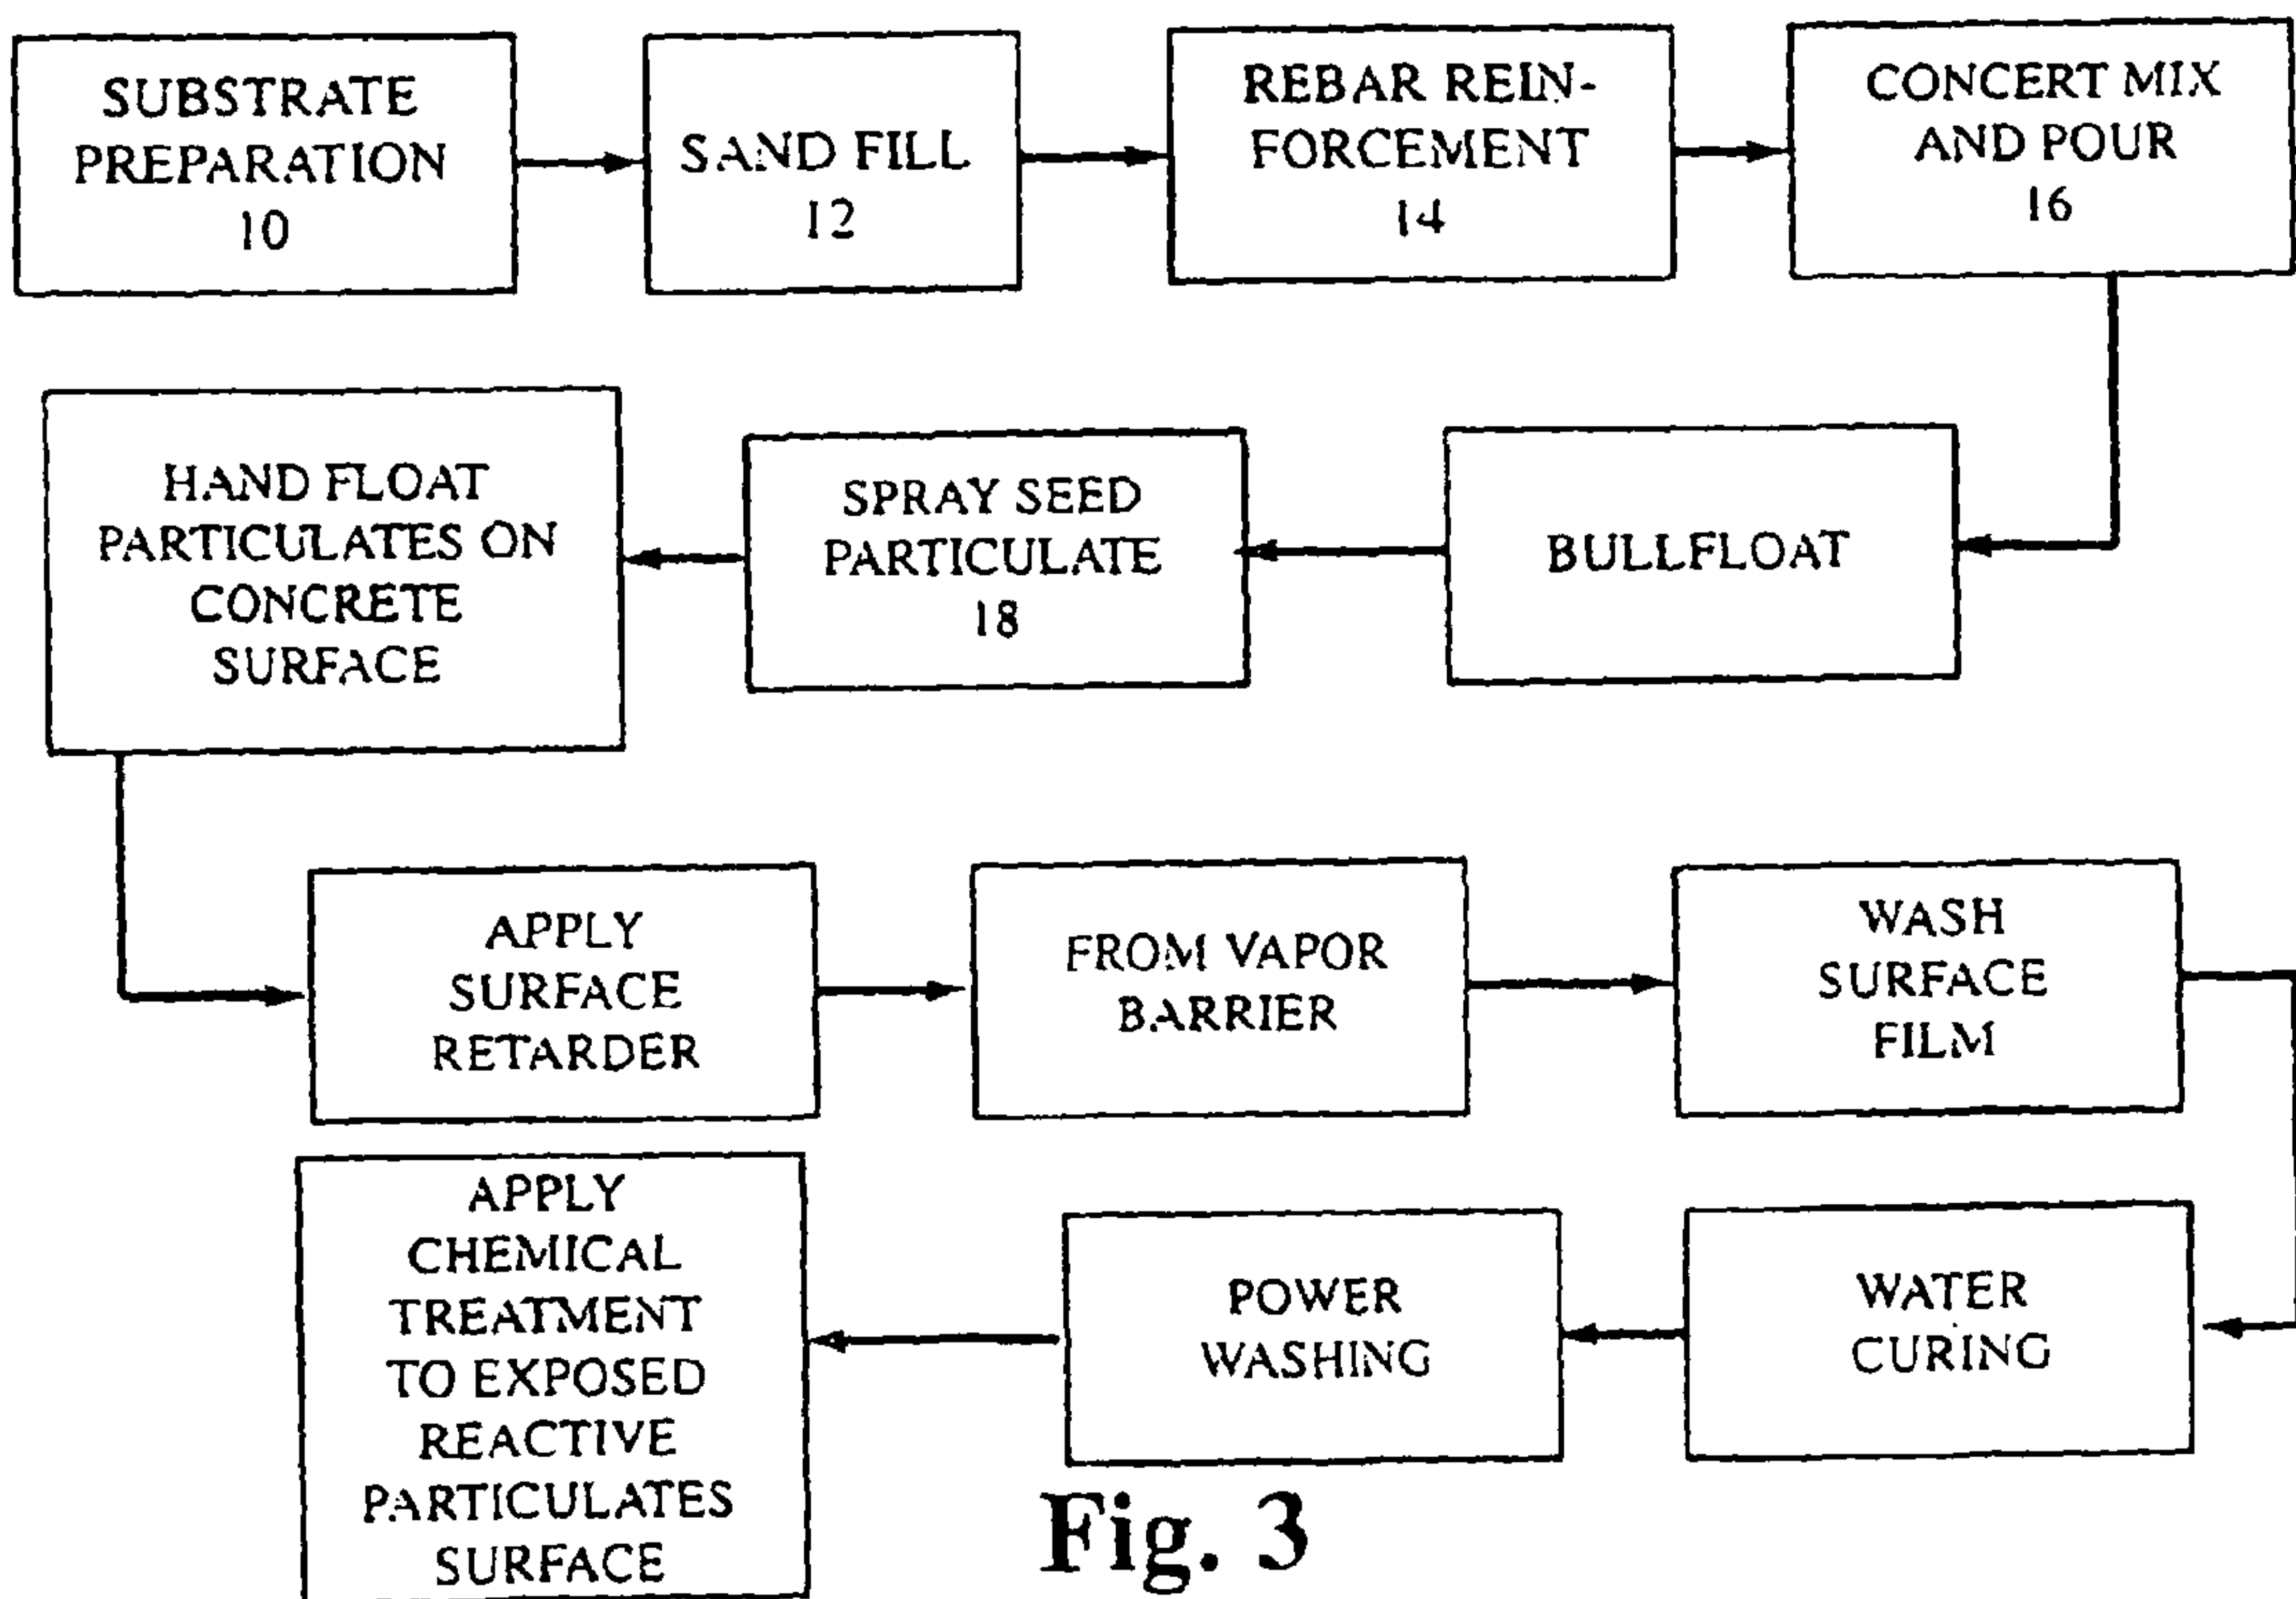 SUBSTRATE
PREPARATION
10
SAND FILL
12
REBAR REIN-
FORCEMENT
14
CONCERT MIX
AND POUR
16
BULLFLOAT
SPRAY SEED
PARTICULATE
18
HAND FLOAT
PARTICULATES ON
CONCRETE
SURFACE
APPLY
SURFACE
RETARDER
FROM VAPOR
BARRIER
WASH
SURFACE
FILM
WATER
CURING
POWER
WASHING
APPLY
CHEMICAL
TREATMENT
TO EXPOSED
REACTIVE
PARTICULATES
SURFACE
Fig. 3